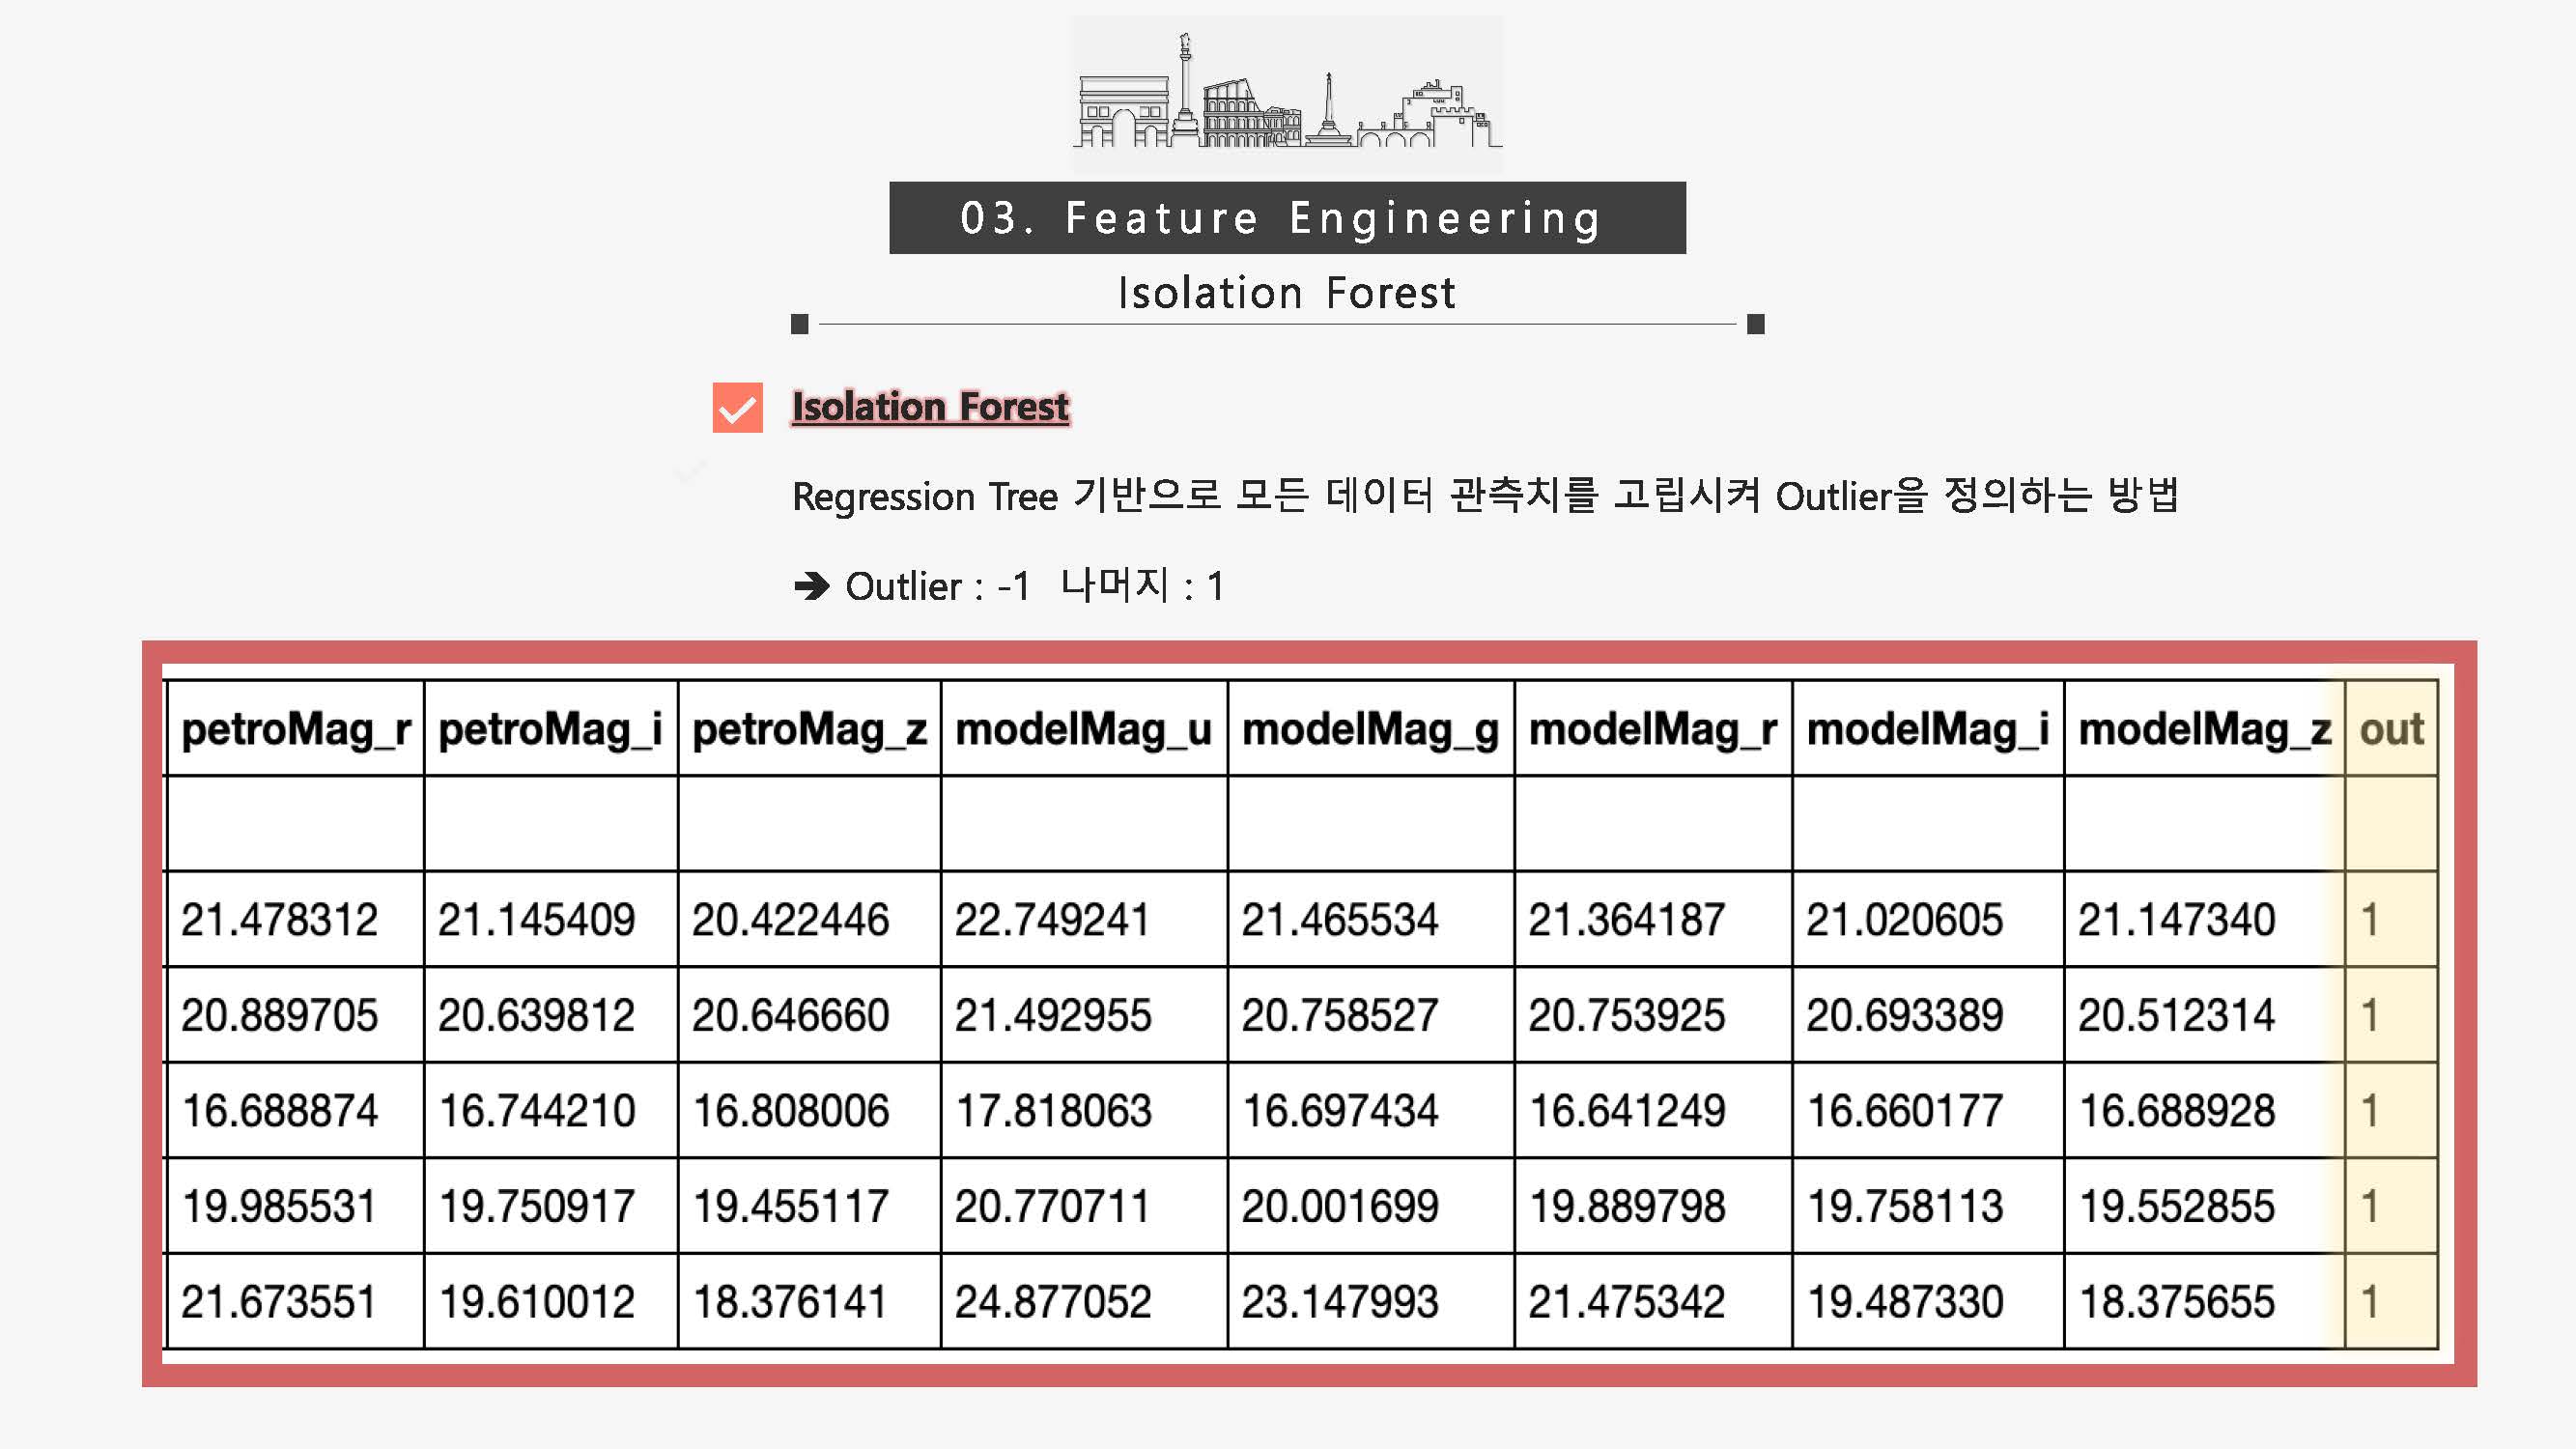 03. Feature Engineering
Isolation Forest
Isolation Forest
Regression Tree 기반으로 모든 데이터 관측치를 고립시켜 Outlier을 정의하는 방법
➔ Outlier : -1 나머지 : 1
petroMag_r petroMag_i petroMag_z modelMag_u modelMag_g modelMag_r modelMag_i modelMag_z out
21.478312 21.145409 20.422446 22.749241 21.465534 21.364187 21.020605 21.147340 1
20.889705 20.639812 20.646660 21.492955 20.758527 20.753925 20.693389 20.512314 1
16.688874 16.744210 16.808006 17.818063 16.697434 16.641249 16.660177 16.688928 1
19.985531 19.750917 19.455117 20.770711 20.001699 19.889798 19.758113 19.552855 1
21.673551 19.610012 18.376141 24.877052 23.147993 21.475342 19.487330 18.375655 1